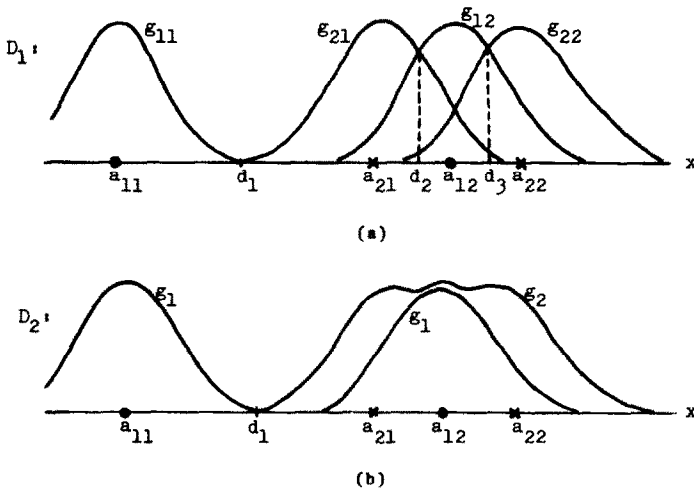 D₁:
g₁₁ g₂₁ g₁₂ g₂₂
a₁₁ d₁ a₂₁ d₂ a₁₂ d₃ a₂₂ x
(a)
D₂:
g₁ g₁ g₂
a₁₁ d₁ a₂₁ a₁₂ a₂₂ x
(b)